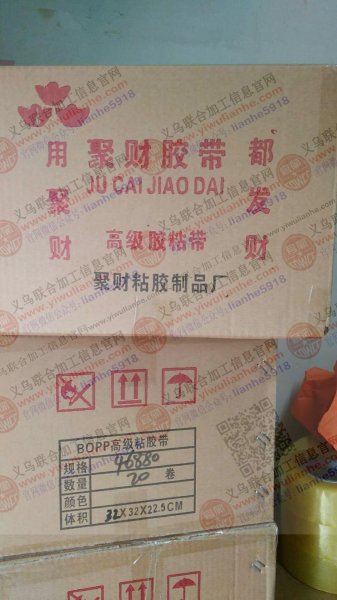 用 聚财胶带 都
JU CAI JIAO DAI
聚 发
财 高级胶粘带 财
聚财粘胶制品厂
BOPP高级粘胶带
规格
数量 20 卷
颜色
体积 32X32X22.5CM
义乌联合加工信息官网
www.yiwulianhe.com
官网微信公众号:lianhe5918